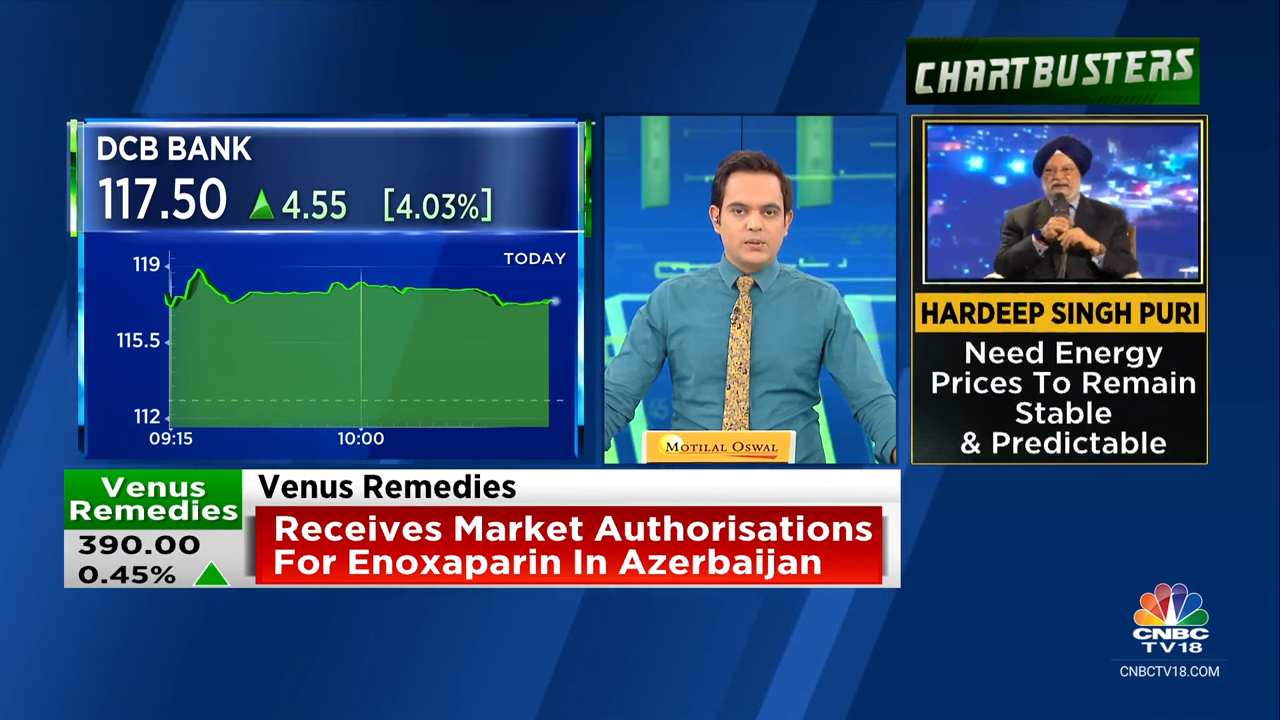 CHARTBUSTERS
DCB BANK
117.50 ▲ 4.55 [4.03%]
TODAY
119
115.5
112
09:15 10:00
MOTILAL OSWAL
HARDEEP SINGH PURI
Need Energy
Prices To Remain
Stable
& Predictable
Venus
Remedies
390.00
0.45% ▲
Venus Remedies
Receives Market Authorisations
For Enoxaparin In Azerbaijan
CNBC
TV18
CNBCTV18.COM